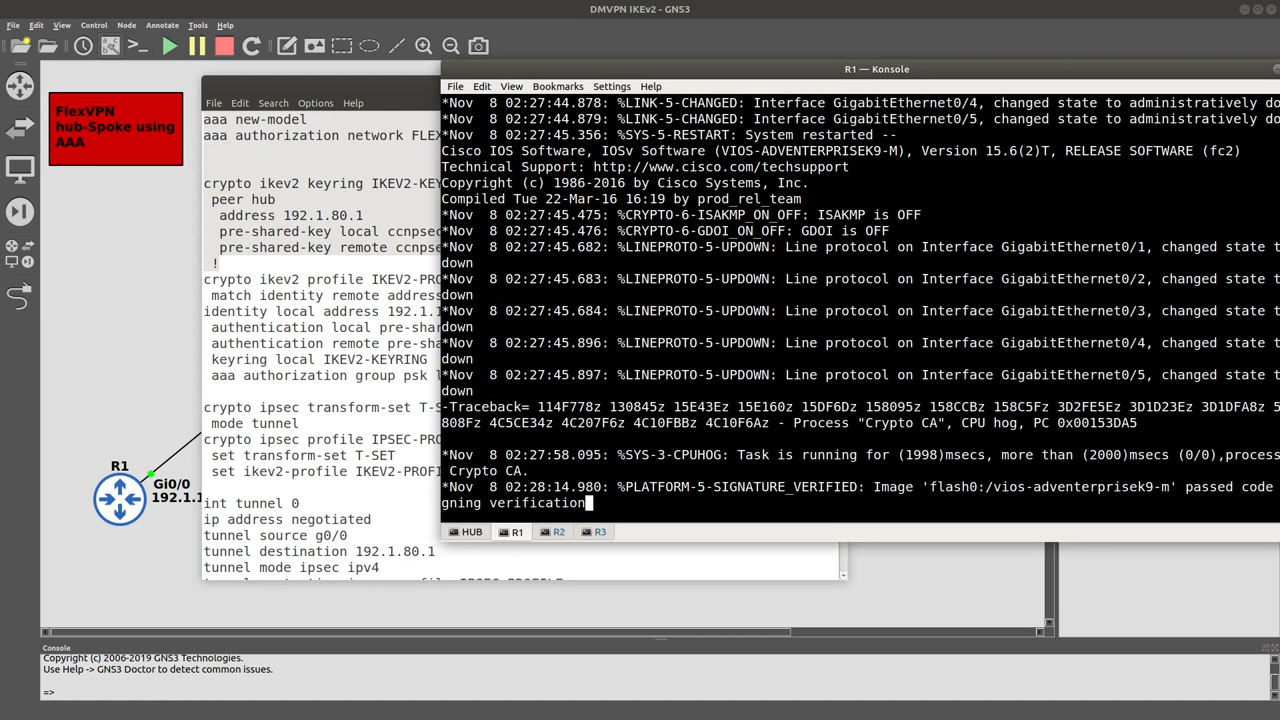 DMVPN IKEv2 - GNS3
File Edit View Control Node Annotate Tools Help
FlexVPN
hub-Spoke using
AAA
R1
Gi0/0
192.1.1
File Edit Search Options Help
aaa new-model
aaa authorization network FLEX
crypto ikev2 keyring IKEV2-KEY
peer hub
address 192.1.80.1
pre-shared-key local ccnpsec
pre-shared-key remote ccnpse
!
crypto ikev2 profile IKEV2-PRO
match identity remote address
identity local address 192.1.1
authentication local pre-shar
authentication remote pre-sha
keyring local IKEV2-KEYRING
aaa authorization group psk l
crypto ipsec transform-set T-S
mode tunnel
crypto ipsec profile IPSEC-PRO
set transform-set T-SET
set ikev2-profile IKEV2-PROFI
int tunnel 0
ip address negotiated
tunnel source g0/0
tunnel destination 192.1.80.1
tunnel mode ipsec ipv4
R1 — Konsole
File Edit View Bookmarks Settings Help
*Nov  8 02:27:44.878: %LINK-5-CHANGED: Interface GigabitEthernet0/4, changed state to administratively do
*Nov  8 02:27:44.879: %LINK-5-CHANGED: Interface GigabitEthernet0/5, changed state to administratively do
*Nov  8 02:27:45.356: %SYS-5-RESTART: System restarted --
Cisco IOS Software, IOSv Software (VIOS-ADVENTERPRISEK9-M), Version 15.6(2)T, RELEASE SOFTWARE (fc2)
Technical Support: http://www.cisco.com/techsupport
Copyright (c) 1986-2016 by Cisco Systems, Inc.
Compiled Tue 22-Mar-16 16:19 by prod_rel_team
*Nov  8 02:27:45.475: %CRYPTO-6-ISAKMP_ON_OFF: ISAKMP is OFF
*Nov  8 02:27:45.476: %CRYPTO-6-GDOI_ON_OFF: GDOI is OFF
*Nov  8 02:27:45.682: %LINEPROTO-5-UPDOWN: Line protocol on Interface GigabitEthernet0/1, changed state t
down
*Nov  8 02:27:45.683: %LINEPROTO-5-UPDOWN: Line protocol on Interface GigabitEthernet0/2, changed state t
down
*Nov  8 02:27:45.684: %LINEPROTO-5-UPDOWN: Line protocol on Interface GigabitEthernet0/3, changed state t
down
*Nov  8 02:27:45.896: %LINEPROTO-5-UPDOWN: Line protocol on Interface GigabitEthernet0/4, changed state t
down
*Nov  8 02:27:45.897: %LINEPROTO-5-UPDOWN: Line protocol on Interface GigabitEthernet0/5, changed state t
down
-Traceback= 114F778z 130845z 15E43Ez 15E160z 15DF6Dz 158095z 158CCBz 158C5Fz 3D2FE5Ez 3D1D23Ez 3D1DFA8z 5
808Fz 4C5CE34z 4C207F6z 4C10FBBz 4C10F6Az - Process "Crypto CA", CPU hog, PC 0x00153DA5
*Nov  8 02:27:58.095: %SYS-3-CPUHOG: Task is running for (1998)msecs, more than (2000)msecs (0/0),process
Crypto CA.
*Nov  8 02:28:14.980: %PLATFORM-5-SIGNATURE_VERIFIED: Image 'flash0:/vios-adventerprisek9-m' passed code
gning verification
HUB R1 R2 R3
Console
Copyright (c) 2006-2019 GNS3 Technologies.
Use Help -> GNS3 Doctor to detect common issues.
=>